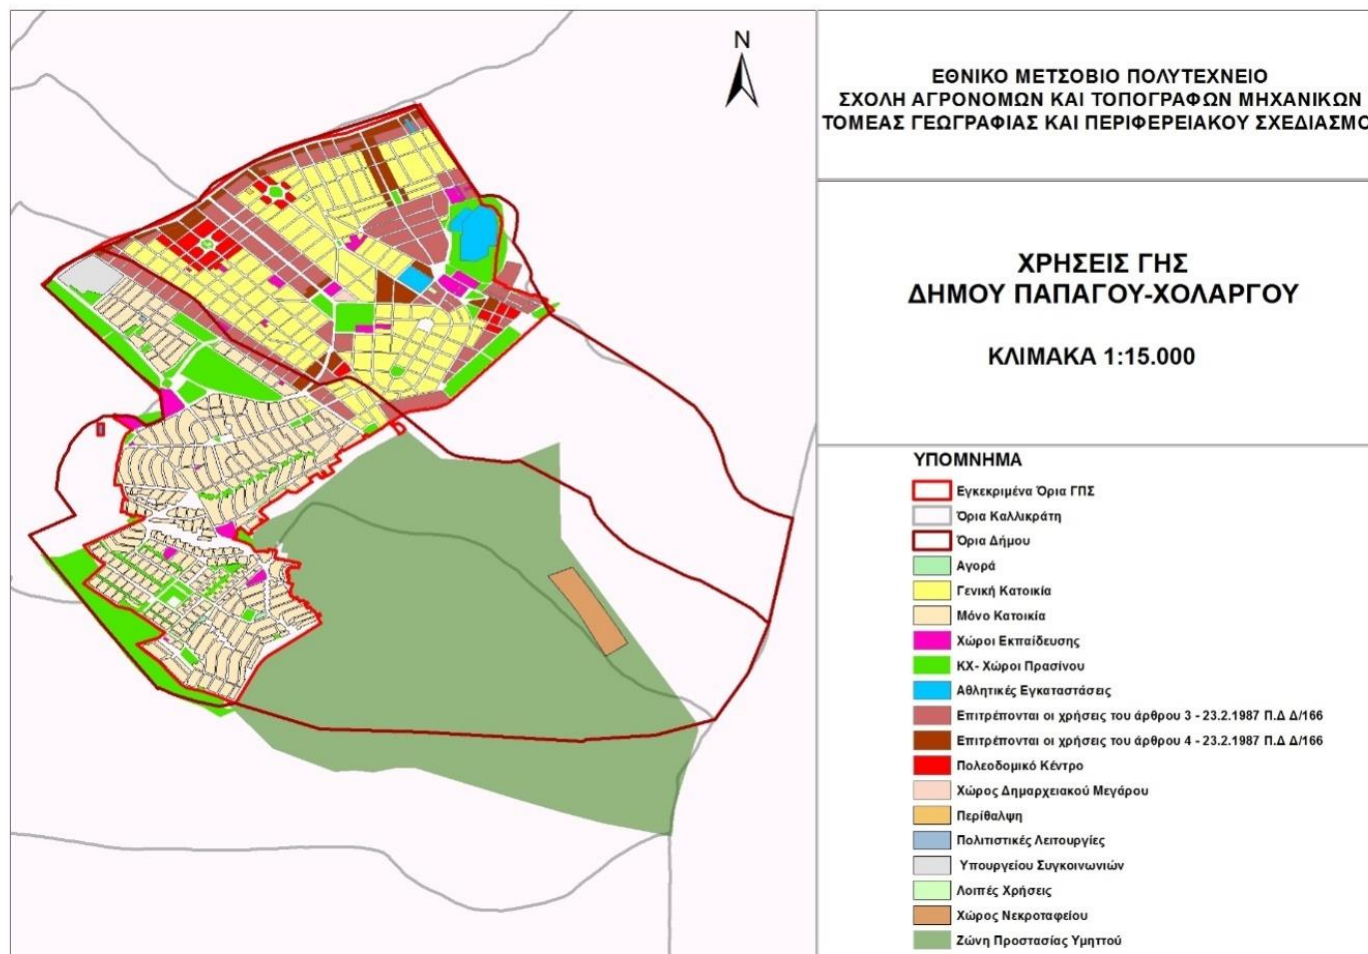 N
ΕΘΝΙΚΟ ΜΕΤΣΟΒΙΟ ΠΟΛΥΤΕΧΝΕΙΟ
ΣΧΟΛΗ ΑΓΡΟΝΟΜΩΝ ΚΑΙ ΤΟΠΟΓΡΑΦΩΝ ΜΗΧΑΝΙΚΩΝ
ΤΟΜΕΑΣ ΓΕΩΓΡΑΦΙΑΣ ΚΑΙ ΠΕΡΙΦΕΡΕΙΑΚΟΥ ΣΧΕΔΙΑΣΜΟ
ΧΡΗΣΕΙΣ ΓΗΣ
ΔΗΜΟΥ ΠΑΠΑΓΟΥ-ΧΟΛΑΡΓΟΥ
ΚΛΙΜΑΚΑ 1:15.000
ΥΠΟΜΝΗΜΑ
Εγκεκριμένα Όρια ΓΠΣ
Όρια Καλλικράτη
Όρια Δήμου
Αγορά
Γενική Κατοικία
Μόνο Κατοικία
Χώροι Εκπαίδευσης
ΚΧ- Χώροι Πρασίνου
Αθλητικές Εγκαταστάσεις
Επιτρέπονται οι χρήσεις του άρθρου 3 - 23.2.1987 Π.Δ Δ/166
Επιτρέπονται οι χρήσεις του άρθρου 4 - 23.2.1987 Π.Δ Δ/166
Πολεοδομικό Κέντρο
Χώρος Δημαρχειακού Μεγάρου
Περίθαλψη
Πολιτιστικές Λειτουργίες
Υπουργείου Συγκοινωνιών
Λοιπές Χρήσεις
Χώρος Νεκροταφείου
Ζώνη Προστασίας Υμηττού